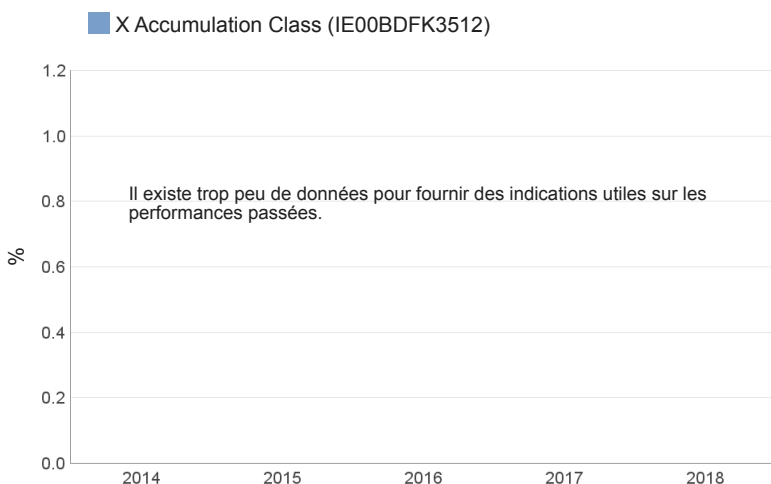 X Accumulation Class (IE00BDFK3512)
1.2
1.0
Il existe trop peu de données pour fournir des indications utiles sur les
0.8
performances passées.
%
0.6
0.4
0.2
0.0
2014 2015 2016 2017 2018